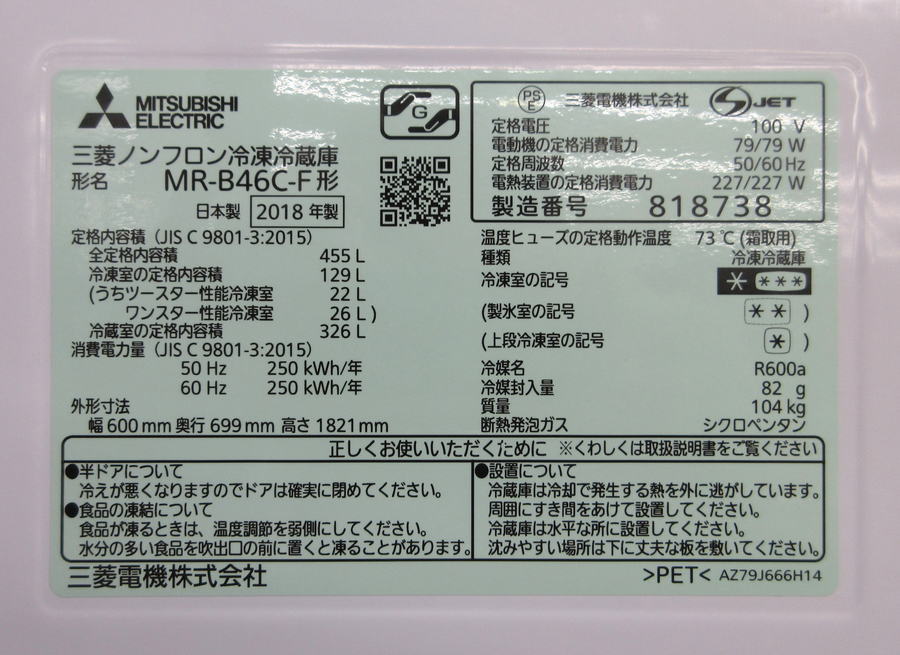 MITSUBISHI
ELECTRIC
G
三菱ノンフロン冷凍冷蔵庫
形名 MR-B46C-F形
日本製 2018年製
PS
E 三菱電機株式会社 S JET
定格電圧 100 V
電動機の定格消費電力 79/79 W
定格周波数 50/60 Hz
電熱装置の定格消費電力 227/227 W
製造番号 818738
定格内容積 (JIS C 9801-3:2015)
全定格内容積 455 L
冷凍室の定格内容積 129 L
(うちツースター性能冷凍室 22 L
ワンスター性能冷凍室 26 L )
冷蔵室の定格内容積 326 L
消費電力量 (JIS C 9801-3:2015)
50 Hz 250 kWh/年
60 Hz 250 kWh/年
外形寸法
幅 600 mm 奥行 699 mm 高さ 1821 mm
温度ヒューズの定格動作温度 73℃(霜取用)
種類 冷凍冷蔵庫
冷凍室の記号 * ***
(製氷室の記号 ** )
(上段冷凍室の記号 * )
冷媒名 R600a
冷媒封入量 82 g
質量 104 kg
断熱発泡ガス シクロペンタン
正しくお使いいただくために ※くわしくは取扱説明書をご覧ください
●半ドアについて
冷えが悪くなりますのでドアは確実に閉めてください。
●食品の凍結について
食品が凍るときは、温度調節を弱側にしてください。
水分の多い食品を吹出口の前に置くと凍ることがあります。
●設置について
冷蔵庫は冷却で発生する熱を外に逃がしています。
周囲にすき間をあけて設置してください。
冷蔵庫は水平な所に設置してください。
沈みやすい場所は下に丈夫な板を敷いてください。
三菱電機株式会社 >PET< AZ79J666H14